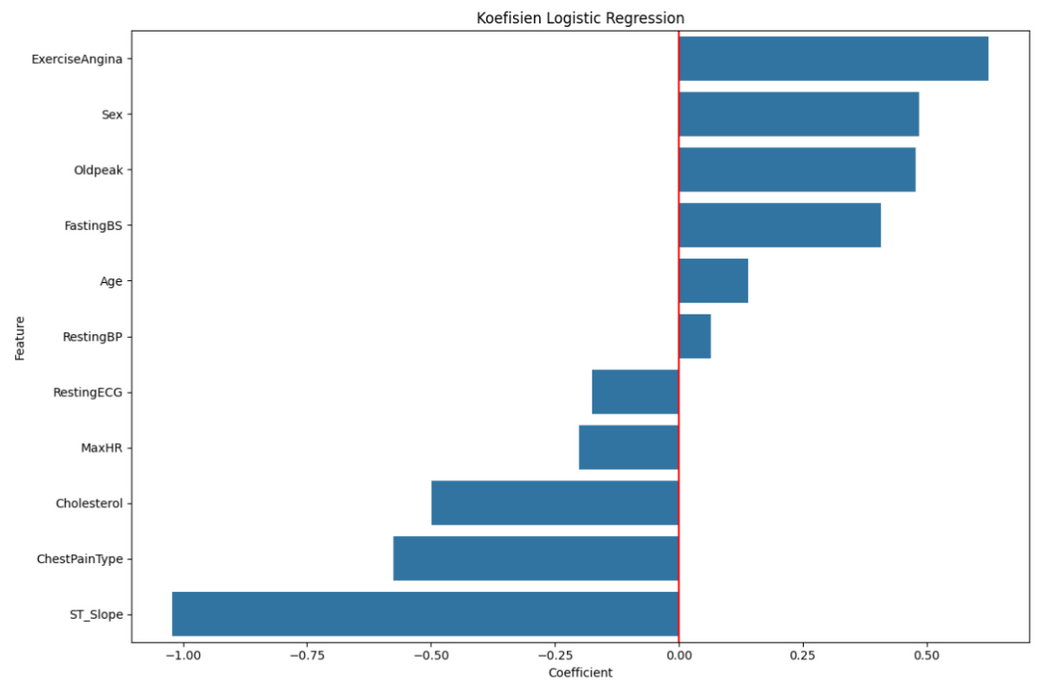 Koefisien Logistic Regression
ExerciseAngina
Sex
Oldpeak
FastingBS
Age
RestingBP
RestingECG
MaxHR
Cholesterol
ChestPainType
ST_Slope
Feature
−1.00 −0.75 −0.50 −0.25 0.00 0.25 0.50
Coefficient